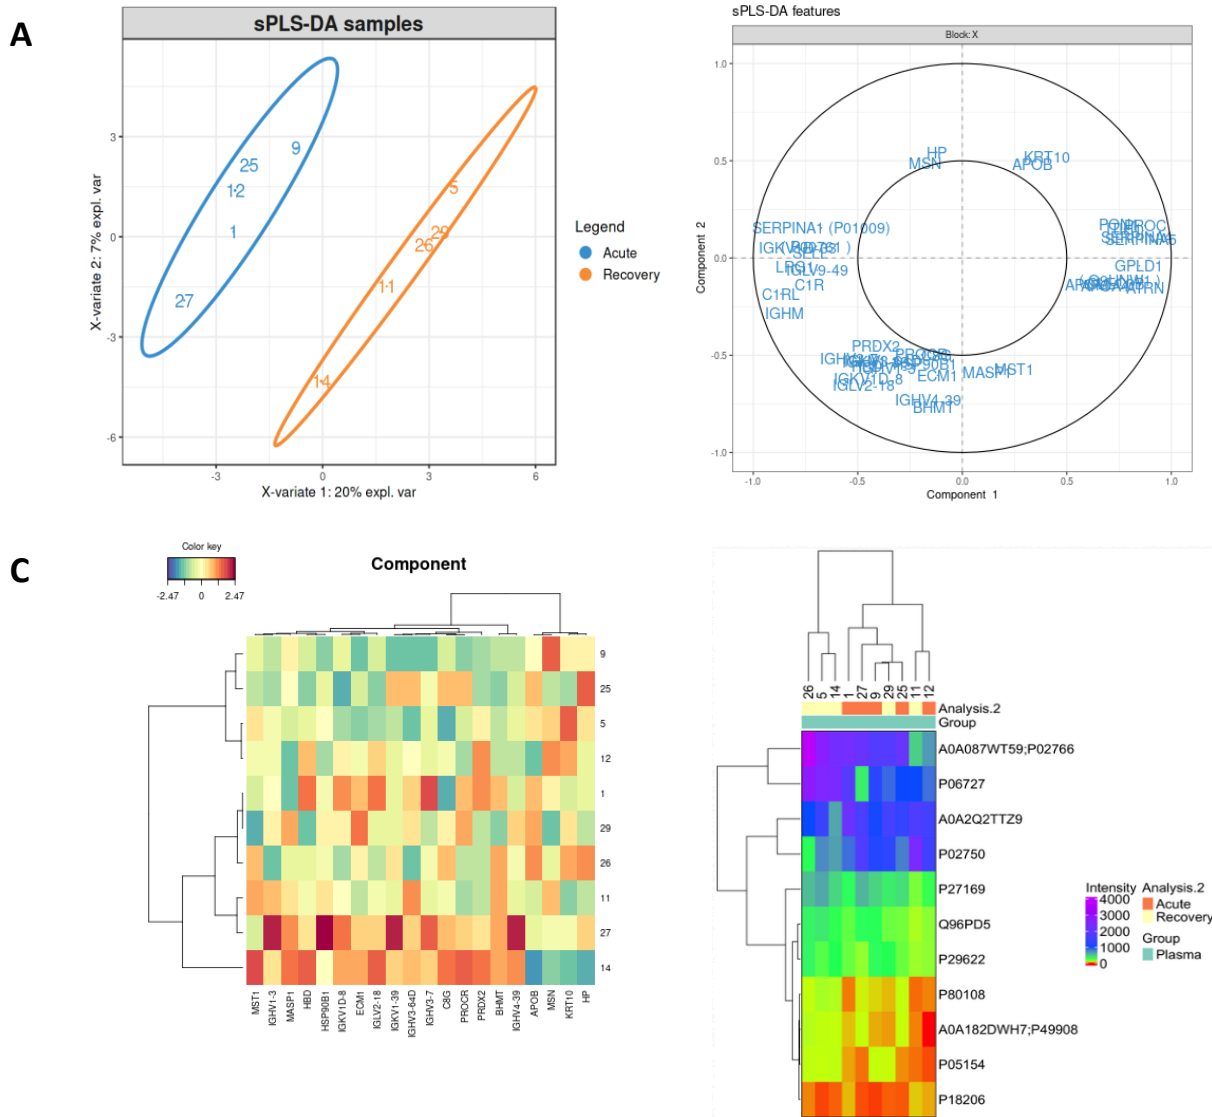 A
sPLS-DA samples
X-variate 2: 7% expl. var
3
0
-3
-6
25
9
12
1
27
5
29
26
11
14
-3
0
3
6
X-variate 1: 20% expl. var
Legend
Acute
Recovery
sPLS-DA features
Block: X
Component 2
1.0
0.5
0.0
-0.5
-1.0
HP
MSN
KRT10
APOB
SERPINA1 (P01009)
C1R
IGLV9-49
C1RL
IGHM
SERPINA5
GPLD1
ATRN
PRDX2
HSP90B1
ECM1
MASP1
MST1
IGKV1D-8
IGLV2-18
IGHV4-39
BHMT
-1.0
-0.5
0.0
0.5
1.0
Component 1
C
Color key
-2.47
0
2.47
Component
9
25
5
12
1
29
26
11
27
14
MST1
IGHV1-3
MASP1
HBD
HSP90B1
IGKV1D-8
ECM1
IGLV2-18
IGKV1-39
IGHV3-64D
IGHV3-7
C8G
PROCR
PRDX2
BHMT
IGHV4-39
APOB
MSN
KRT10
HP
26
5
14
1
27
9
29
25
11
12
Analysis.2
Group
A0A087WT59;P02766
P06727
A0A2Q2TTZ9
P02750
P27169
Q96PD5
P29622
P80108
A0A182DWH7;P49908
P05154
P18206
Intensity
4000
3000
2000
1000
0
Analysis.2
Acute
Recovery
Group
Plasma